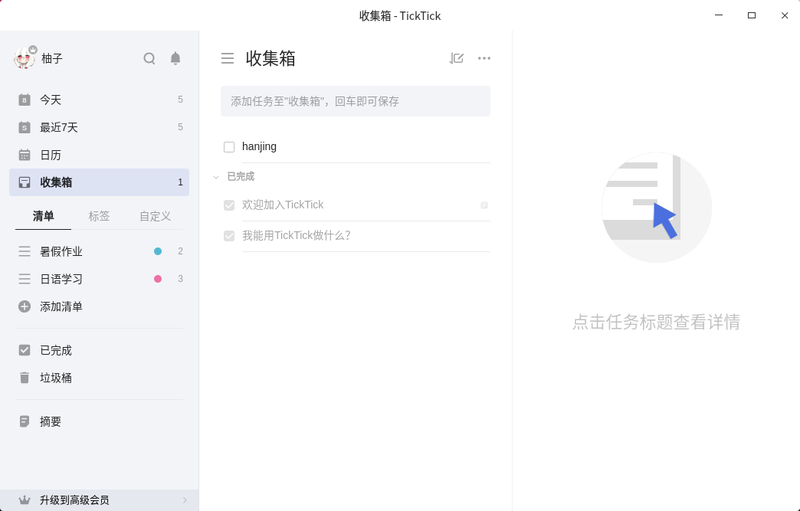 收集箱 - TickTick
柚子
今天 5
最近7天 5
日历
收集箱 1
清单 标签 自定义
暑假作业 2
日语学习 3
添加清单
已完成
垃圾桶
摘要
升级到高级会员
收集箱
添加任务至"收集箱"，回车即可保存
hanjing
已完成
欢迎加入TickTick
我能用TickTick做什么?
点击任务标题查看详情